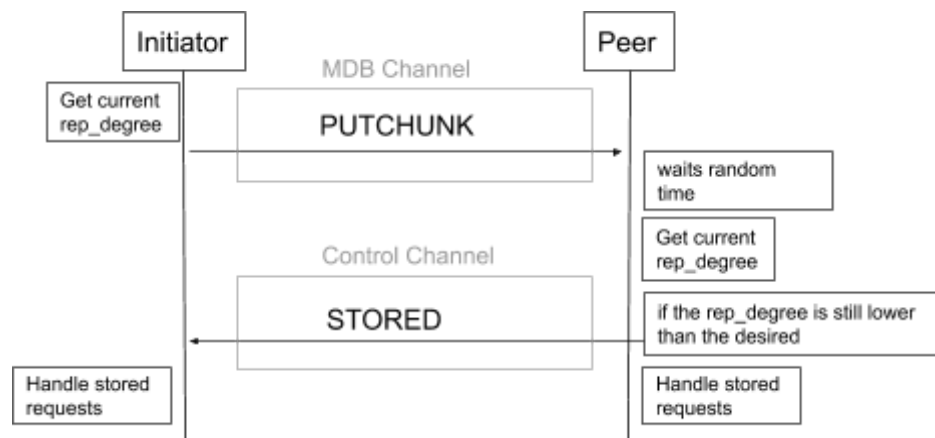 Initiator
Peer
MDB Channel
Get current
rep_degree
PUTCHUNK
waits random
time
Get current
rep_degree
Control Channel
STORED
if the rep_degree is still lower
than the desired
Handle stored
requests
Handle stored
requests